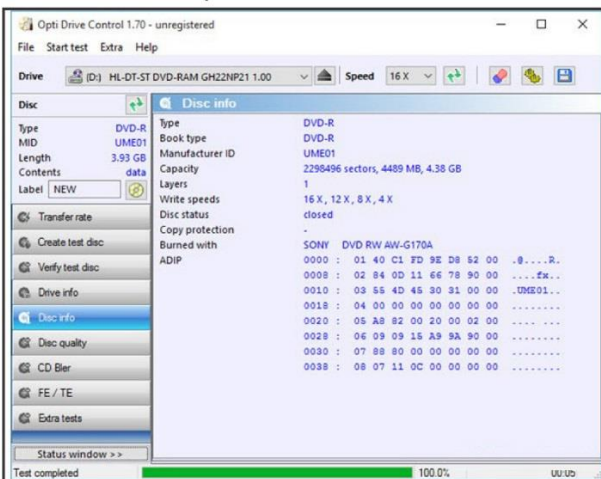 Opti Drive Control 1.70 - unregistered
File Start test Extra Help
Drive (D:) HL-DT-ST DVD-RAM GH22NP21 1.00 Speed 16 X
Disc
Type DVD-R
MID UME01
Length 3.93 GB
Contents data
Label NEW
Transfer rate
Create test disc
Verify test disc
Drive info
Disc info
Disc quality
CD Bler
FE / TE
Extra tests
Status window >>
Disc info
Type DVD-R
Book type DVD-R
Manufacturer ID UME01
Capacity 2298496 sectors, 4489 MB, 4.38 GB
Layers 1
Write speeds 16 X, 12 X, 8 X, 4 X
Disc status closed
Copy protection -
Burned with SONY DVD RW AW-G170A
ADIP 0000 : 01 40 C1 FD 9E D8 52 00 .@....R.
0008 : 02 84 0D 11 66 78 90 00 ....fx..
0010 : 03 55 4D 45 30 31 00 00 .UME01..
0018 : 04 00 00 00 00 00 00 00 ........
0020 : 05 A8 82 00 20 00 02 00 .... ...
0028 : 06 09 09 15 A9 9A 90 00 ........
0030 : 07 88 80 00 00 00 00 00 ........
0038 : 08 07 11 0C 00 00 00 00 ........
Test completed 100.0% 00:05